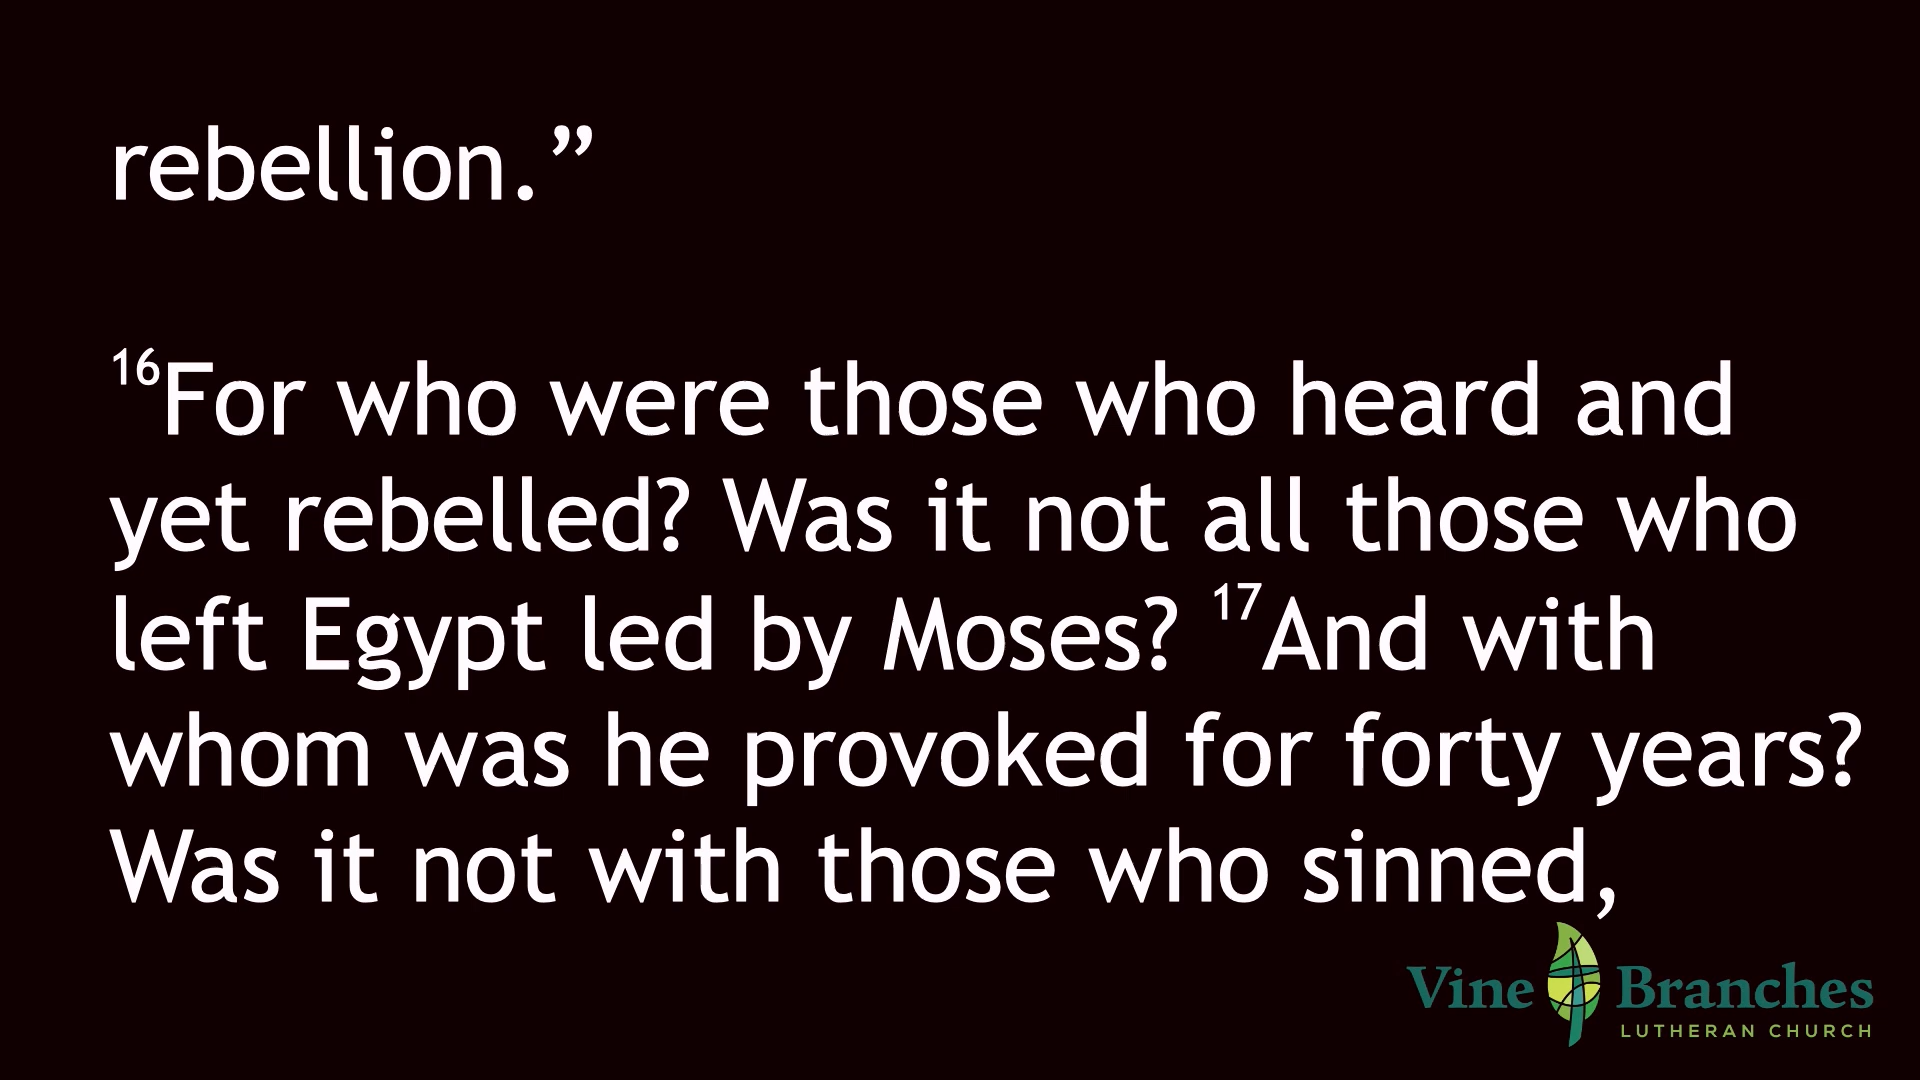 rebellion.”
16For who were those who heard and
yet rebelled? Was it not all those who
left Egypt led by Moses? 17And with
whom was he provoked for forty years?
Was it not with those who sinned,
Vine Branches
LUTHERAN CHURCH